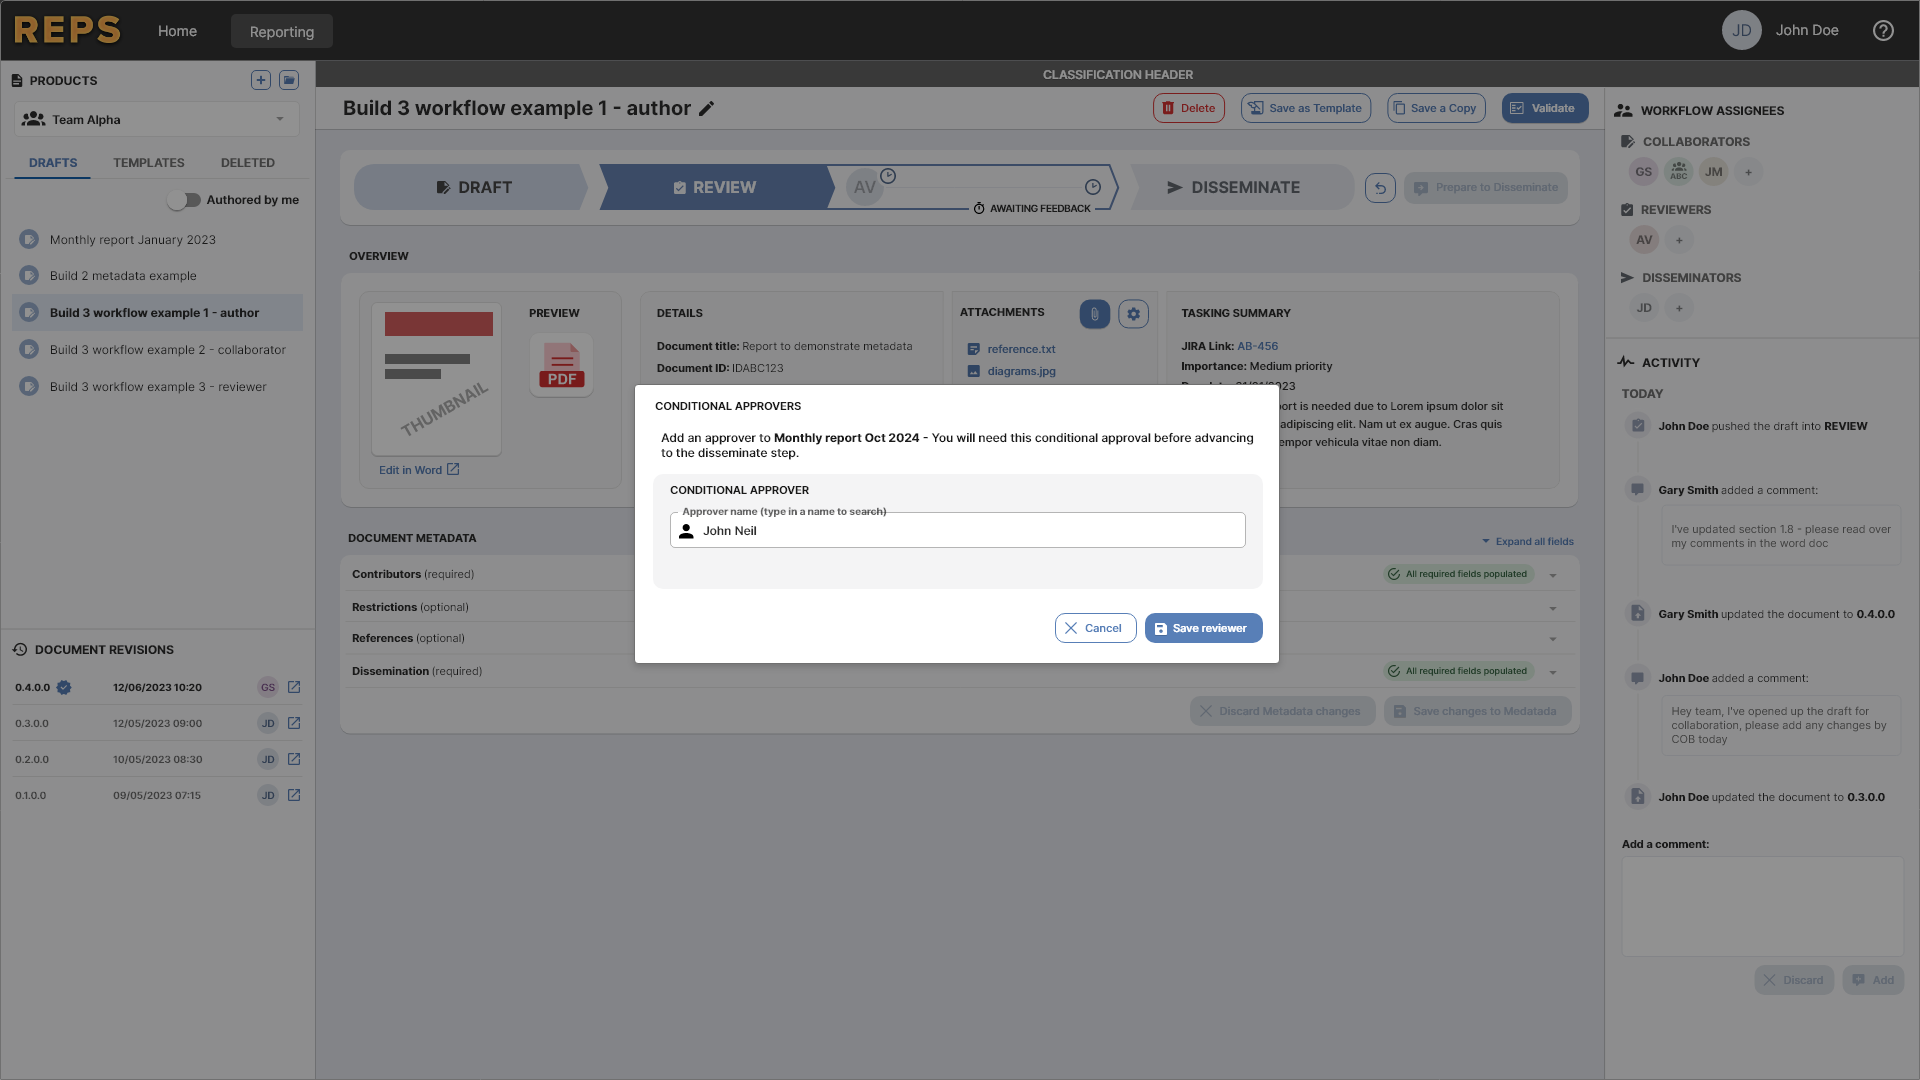 REPS
Home
Reporting
JD
John Doe
PRODUCTS
Team Alpha
DRAFTS
TEMPLATES
DELETED
Authored by me
Monthly report January 2023
Build 2 metadata example
Build 3 workflow example 1 - author
Build 3 workflow example 2 - collaborator
Build 3 workflow example 3 - reviewer
DOCUMENT REVISIONS
0.4.0.0 12/06/2023 10:20 GS
0.3.0.0 12/05/2023 09:00 JD
0.2.0.0 10/05/2023 08:30 JD
0.1.0.0 09/05/2023 07:15 JD
CLASSIFICATION HEADER
Build 3 workflow example 1 - author
Delete
Save as Template
Save a Copy
Validate
DRAFT
REVIEW
AV
AWAITING FEEDBACK
DISSEMINATE
Prepare to Disseminate
OVERVIEW
THUMBNAIL
Edit in Word
PREVIEW
PDF
DETAILS
Document title: Report to demonstrate metadata
Document ID: IDABC123
ATTACHMENTS
reference.txt
diagrams.jpg
TASKING SUMMARY
JIRA Link: AB-456
Importance: Medium priority
ort is needed due to Lorem ipsum dolor sit
adipiscing elit. Nam ut ex augue. Cras quis
empor vehicula vitae non diam.
CONDITIONAL APPROVERS
Add an approver to Monthly report Oct 2024 - You will need this conditional approval before advancing
to the disseminate step.
CONDITIONAL APPROVER
Approver name (type in a name to search)
John Neil
Cancel
Save reviewer
DOCUMENT METADATA
Expand all fields
Contributors (required)
All required fields populated
Restrictions (optional)
References (optional)
Dissemination (required)
All required fields populated
Discard Metadata changes
Save changes to Medatada
WORKFLOW ASSIGNEES
COLLABORATORS
GS
ABC
JM
+
REVIEWERS
AV
+
DISSEMINATORS
JD
+
ACTIVITY
TODAY
John Doe pushed the draft into REVIEW
Gary Smith added a comment:
I've updated section 1.8 - please read over
my comments in the word doc
Gary Smith updated the document to 0.4.0.0
John Doe added a comment:
Hey team, I've opened up the draft for
collaboration, please add any changes by
COB today
John Doe updated the document to 0.3.0.0
Add a comment:
Discard
Add